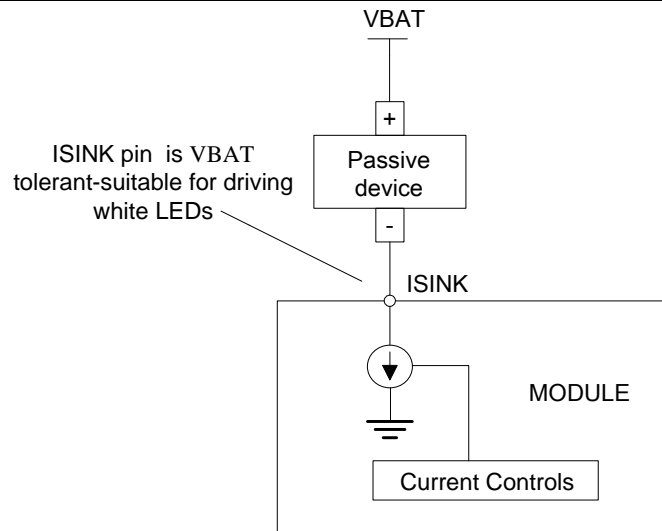 VBAT
+
Passive
device
-
ISINK pin is VBAT
tolerant-suitable for driving
white LEDs
ISINK
MODULE
Current Controls